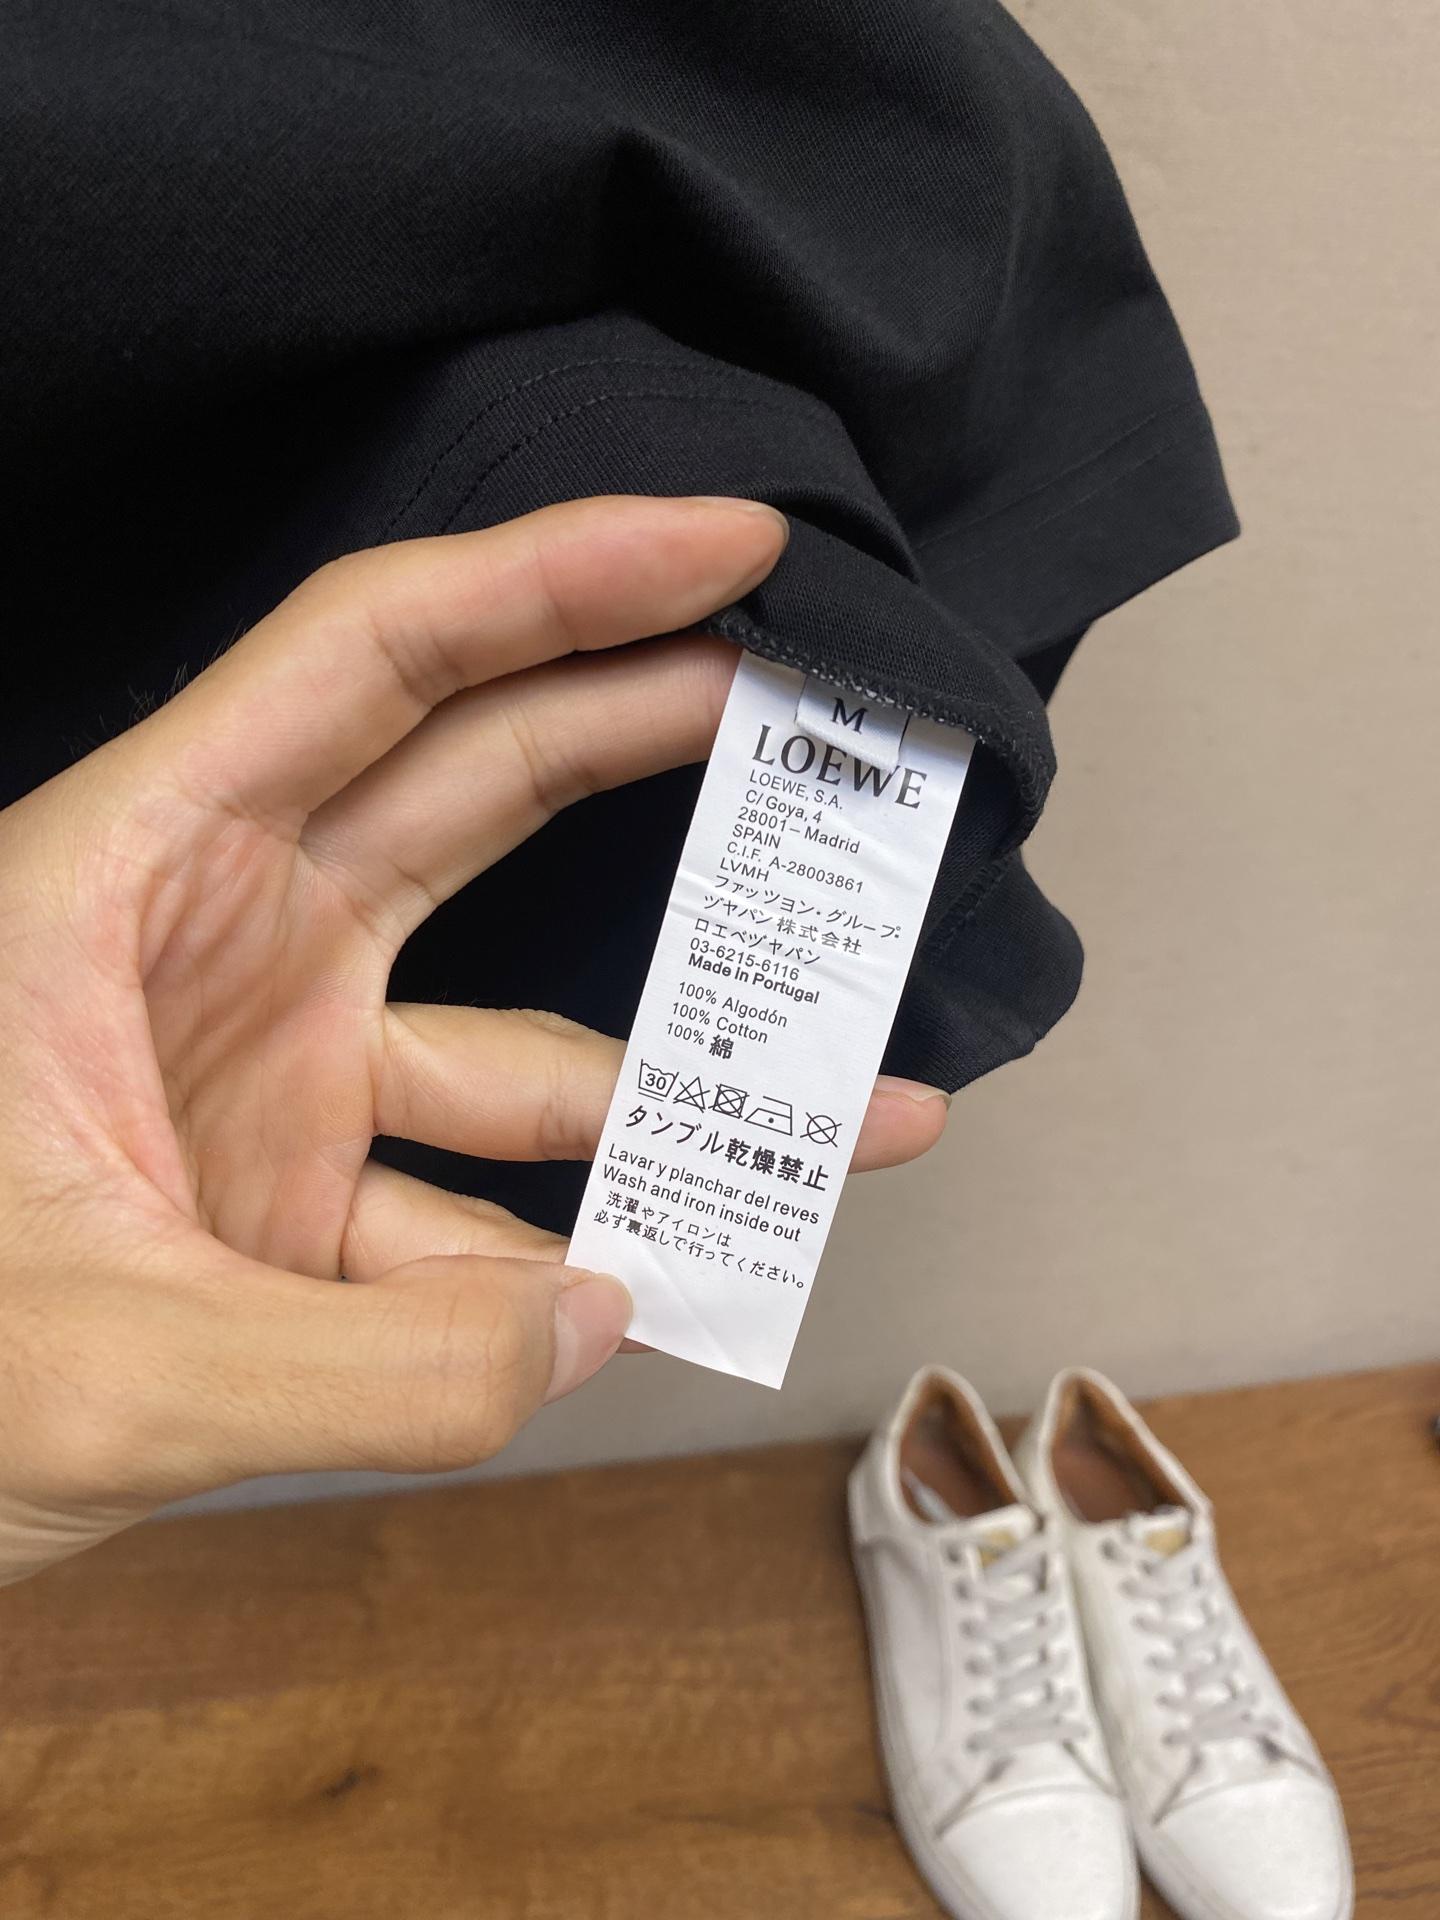 M
LOEWE
LOEWE, S.A.
C/ Goya, 4
28001 – Madrid
SPAIN
C.I.F. A-28003861
LVMH
ファッツヨン・グループ
ヅヤパン株式会社
ロエベヅヤパン
03-6215-6116
Made in Portugal
100% Algodón
100% Cotton
100% 綿
30
タンブル乾燥禁止
Lavar y planchar del reves
Wash and iron inside out
洗濯やアイロンは
必ず裏返しで行ってください。